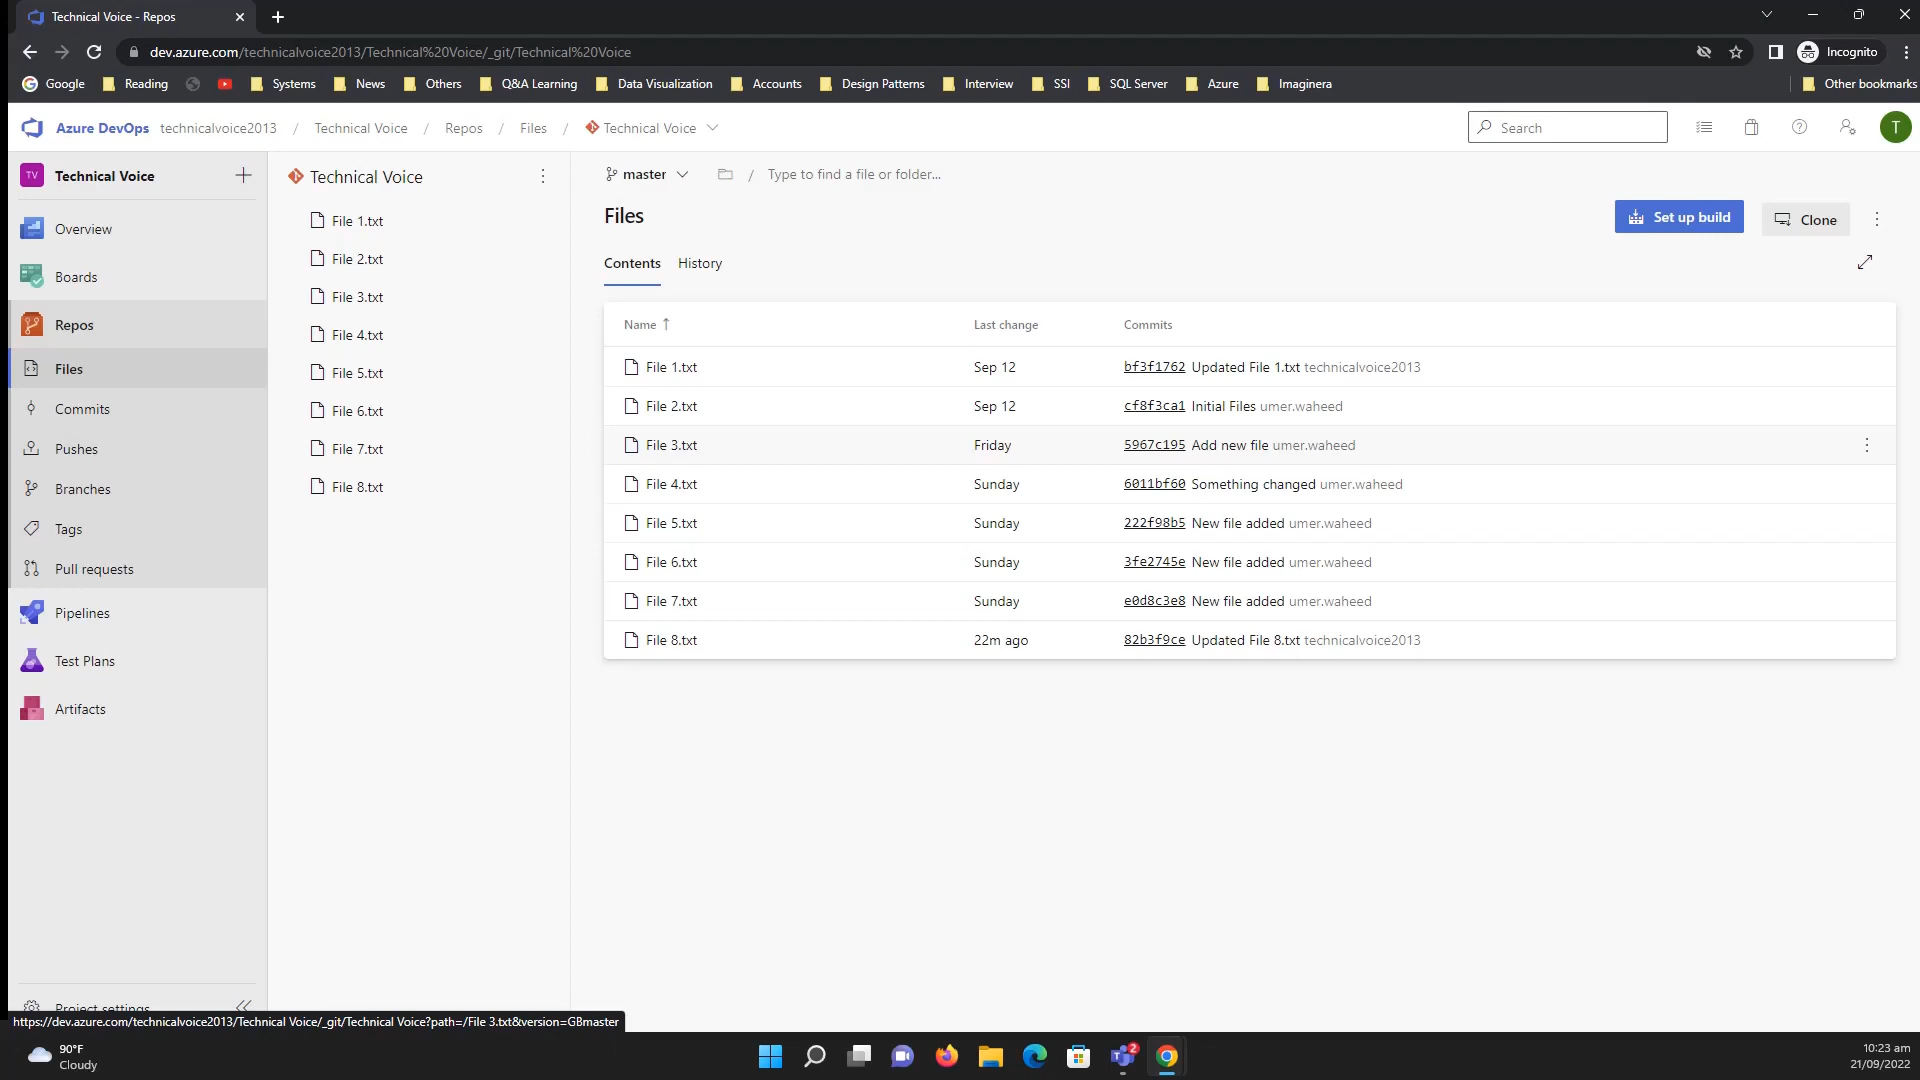 Technical Voice - Repos
dev.azure.com/technicalvoice2013/Technical%20Voice/_git/Technical%20Voice
Incognito
Google Reading Systems News Others Q&A Learning Data Visualization Accounts Design Patterns Interview SSI SQL Server Azure Imaginera Other bookmarks
Azure DevOps technicalvoice2013 / Technical Voice / Repos / Files / Technical Voice
Search
T
TV Technical Voice
Overview
Boards
Repos
Files
Commits
Pushes
Branches
Tags
Pull requests
Pipelines
Test Plans
Artifacts
Project settings
Technical Voice
File 1.txt
File 2.txt
File 3.txt
File 4.txt
File 5.txt
File 6.txt
File 7.txt
File 8.txt
master / Type to find a file or folder...
Files
Set up build
Clone
Contents History
Name Last change Commits
File 1.txt Sep 12 bf3f1762 Updated File 1.txt technicalvoice2013
File 2.txt Sep 12 cf8f3ca1 Initial Files umer.waheed
File 3.txt Friday 5967c195 Add new file umer.waheed
File 4.txt Sunday 6011bf60 Something changed umer.waheed
File 5.txt Sunday 222f98b5 New file added umer.waheed
File 6.txt Sunday 3fe2745e New file added umer.waheed
File 7.txt Sunday e0d8c3e8 New file added umer.waheed
File 8.txt 22m ago 82b3f9ce Updated File 8.txt technicalvoice2013
https://dev.azure.com/technicalvoice2013/Technical Voice/_git/Technical Voice?path=/File 3.txt&version=GBmaster
90°F
Cloudy
2
10:23 am
21/09/2022